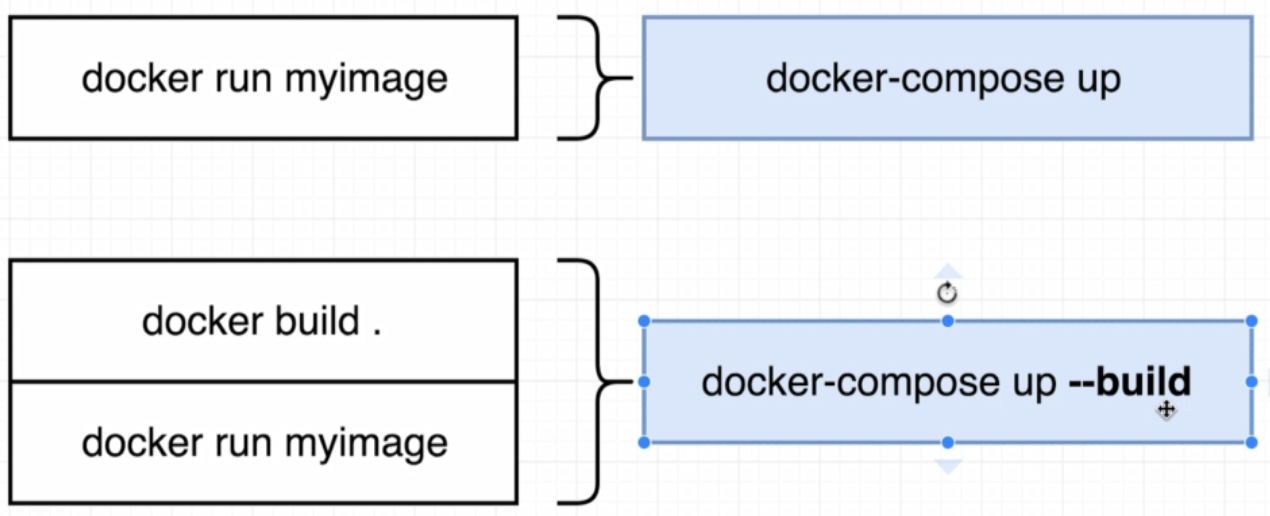 docker run myimage
docker-compose up
docker build .
docker run myimage
docker-compose up --build